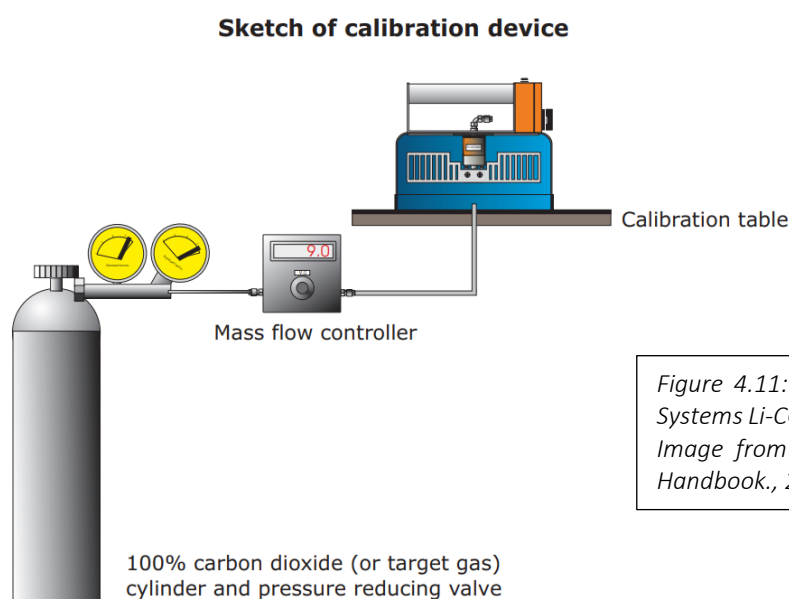 Sketch of calibration device
9.0
Calibration table
Mass flow controller
Figure 4.11:
Systems Li-C
Image from
Handbook.,
100% carbon dioxide (or target gas)
cylinder and pressure reducing valve